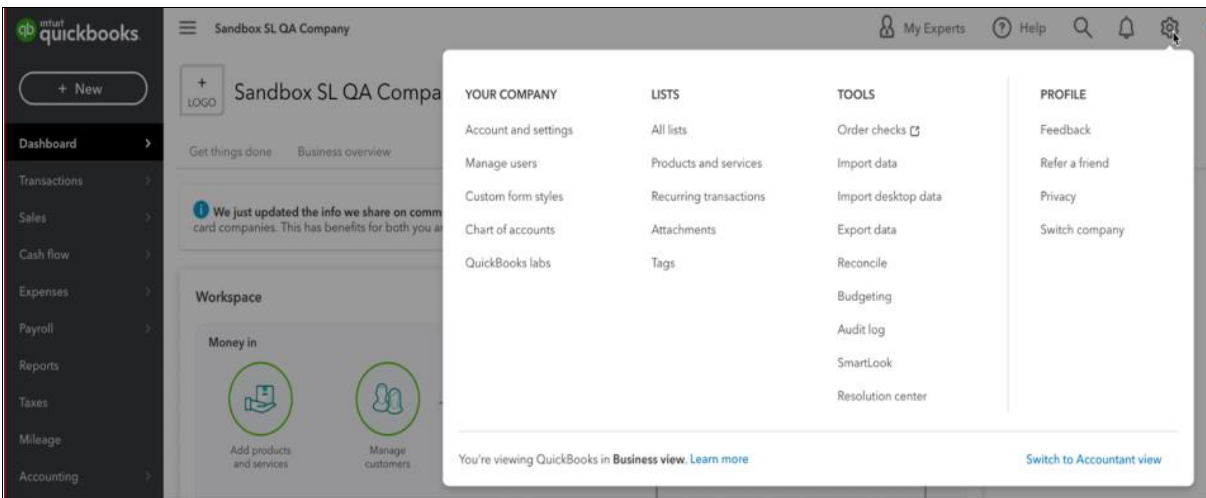 intuit
qb quickbooks.
Sandbox SL QA Company
My Experts
? Help
+ New
+
LOGO
Sandbox SL QA Compa
Dashboard
Transactions
Sales
Cash flow
Expenses
Payroll
Reports
Taxes
Mileage
Accounting
Get things done Business overview
We just updated the info we share on comm
card companies. This has benefits for both you a
Workspace
Money in
Add products
and services
Manage
customers
YOUR COMPANY
Account and settings
Manage users
Custom form styles
Chart of accounts
QuickBooks labs
LISTS
All lists
Products and services
Recurring transactions
Attachments
Tags
TOOLS
Order checks
Import data
Import desktop data
Export data
Reconcile
Budgeting
Audit log
SmartLook
Resolution center
PROFILE
Feedback
Refer a friend
Privacy
Switch company
You're viewing QuickBooks in Business view. Learn more
Switch to Accountant view